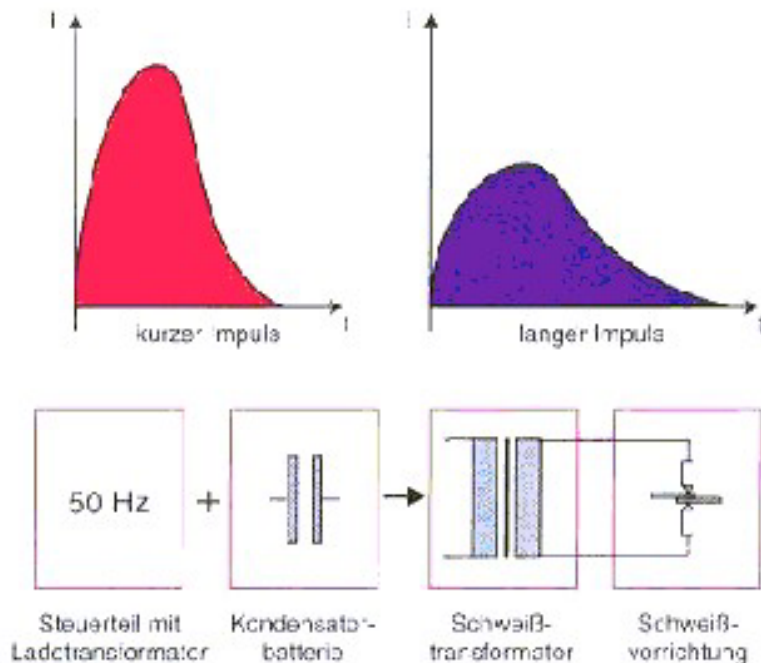 I
t
kurzer Impuls
langer Impuls
50 Hz
+
Steuerteil mit
Ladetransformator
Kondensator-
batterie
Schweiß-
transformator
Schweiß-
vorrichtung